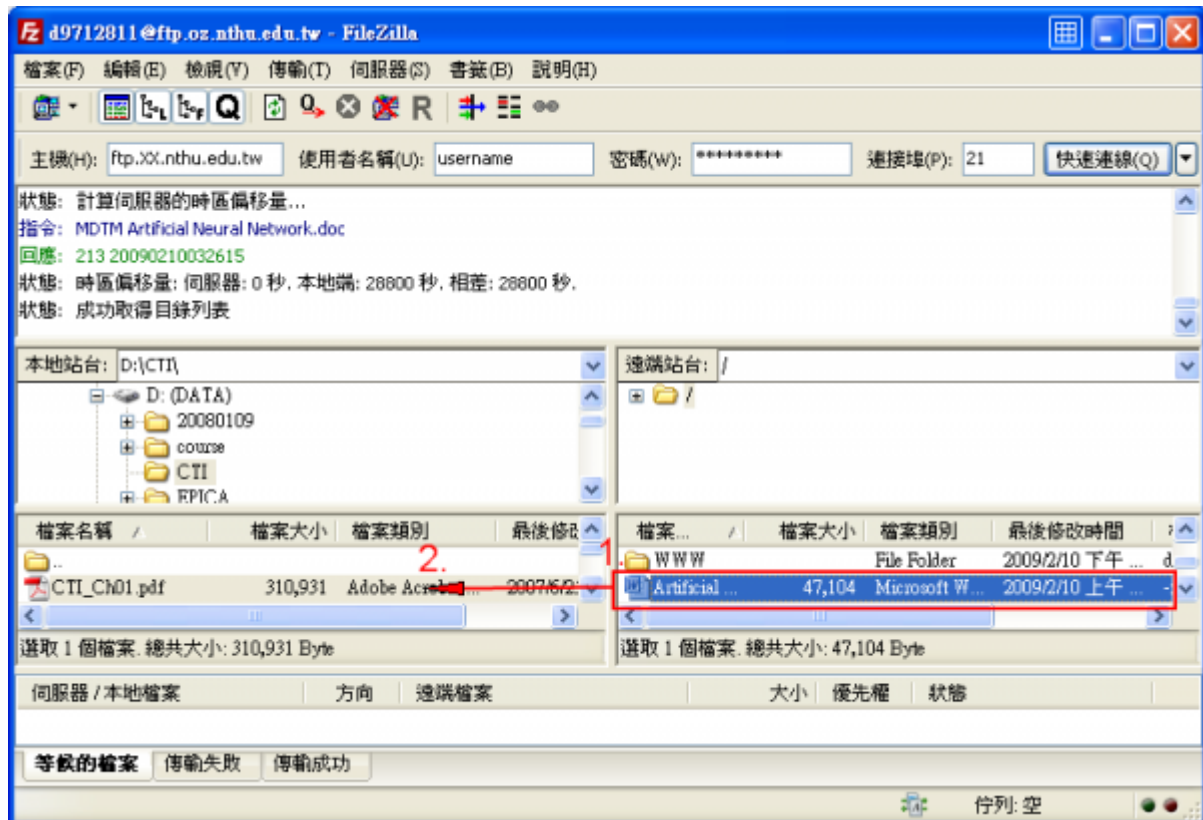 d9712811@ftp.oz.nthu.edu.tw - FileZilla
檔案(F) 編輯(E) 檢視(V) 傳輸(T) 伺服器(S) 書籤(B) 說明(H)
主機(H): ftp.XX.nthu.edu.tw 使用者名稱(U): username 密碼(W): ********* 連接埠(P): 21 快速連線(Q)
狀態: 計算伺服器的時區偏移量...
指令: MDTM Artificial Neural Network.doc
回應: 213 20090210032615
狀態: 時區偏移量: 伺服器: 0 秒. 本地端: 28800 秒. 相差: 28800 秒.
狀態: 成功取得目錄列表
本地站台: D:\CTI\ 遠端站台: /
D: (DATA) /
20080109
course
CTI
EPICA
檔案名稱 檔案大小 檔案類別 最後修改 檔案... 檔案大小 檔案類別 最後修改時間
2. 1.
.. WWW File Folder 2009/2/10 下午 ... d
CTI_Ch01.pdf 310,931 Adobe ... 2007/6/2 Artificial ... 47,104 Microsoft W... 2009/2/10 上午 ... -
選取 1 個檔案. 總共大小: 310,931 Byte 選取 1 個檔案. 總共大小: 47,104 Byte
伺服器 / 本地檔案 方向 遠端檔案 大小 優先權 狀態
等候的檔案 傳輸失敗 傳輸成功
佇列: 空